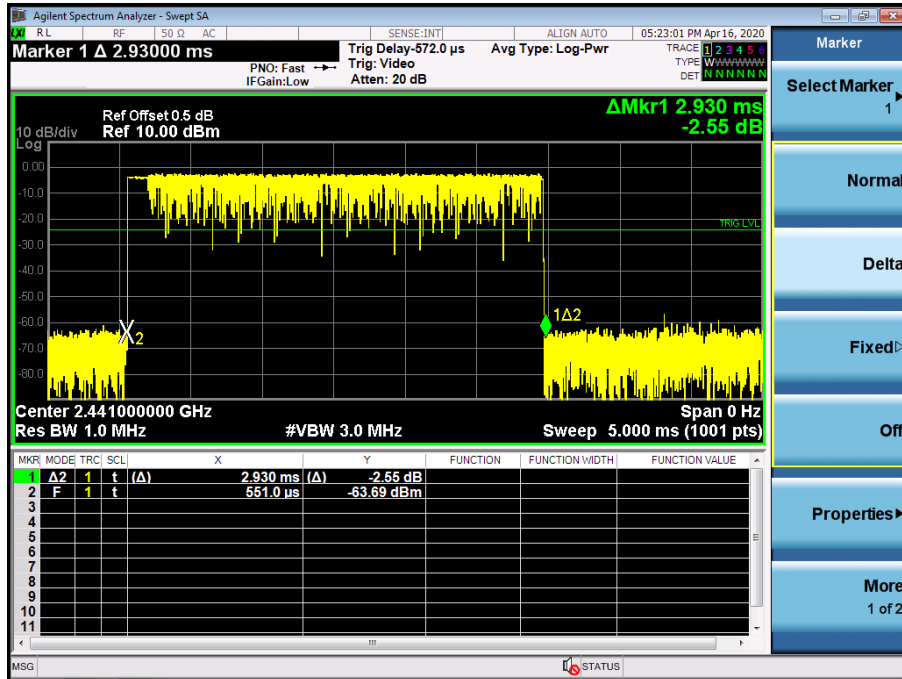 Agilent Spectrum Analyzer - Swept SA
RL RF 50 Ω AC SENSE:INT ALIGN AUTO 05:23:01 PM Apr 16, 2020
Marker 1 Δ 2.93000 ms
PNO: Fast
IFGain:Low
Trig Delay-572.0 µs
Trig: Video
Atten: 20 dB
Avg Type: Log-Pwr
TRACE 1 2 3 4 5 6
TYPE WWWWWW
DET N N N N N N
ΔMkr1 2.930 ms
-2.55 dB
Ref Offset 0.5 dB
10 dB/div Ref 10.00 dBm
Log
0.00
-10.0
-20.0
TRIG LVL
-30.0
-40.0
-50.0
-60.0
-70.0
-80.0
1Δ2
2
Center 2.441000000 GHz Span 0 Hz
Res BW 1.0 MHz #VBW 3.0 MHz Sweep 5.000 ms (1001 pts)
MKR MODE TRC SCL X Y FUNCTION FUNCTION WIDTH FUNCTION VALUE
1 Δ2 1 t (Δ) 2.930 ms (Δ) -2.55 dB
2 F 1 t 551.0 µs -63.69 dBm
3
4
5
6
7
8
9
10
11
MSG STATUS
Marker
Select Marker
1
Normal
Delta
Fixed
Off
Properties
More
1 of 2